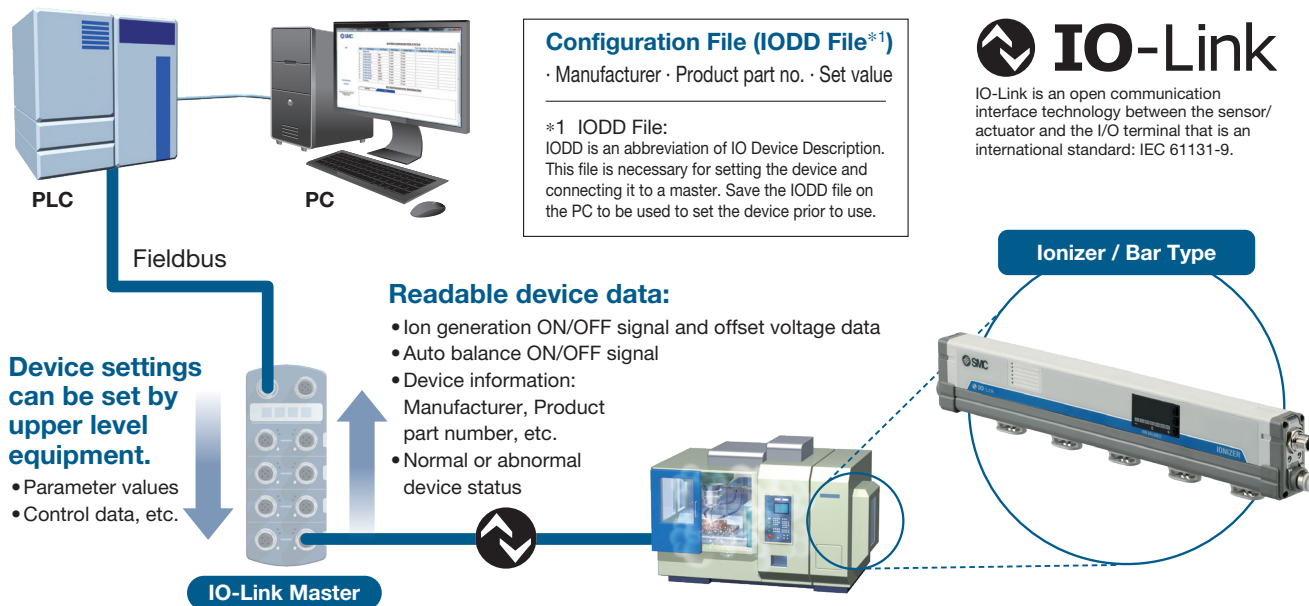 PLC
PC
Configuration File (IODD File*1)
· Manufacturer · Product part no. · Set value
*1 IODD File:
IODD is an abbreviation of IO Device Description.
This file is necessary for setting the device and
connecting it to a master. Save the IODD file on
the PC to be used to set the device prior to use.
IO-Link
IO-Link is an open communication
interface technology between the sensor/
actuator and the I/O terminal that is an
international standard: IEC 61131-9.
Fieldbus
Device settings
can be set by
upper level
equipment.
•Parameter values
•Control data, etc.
Readable device data:
•Ion generation ON/OFF signal and offset voltage data
•Auto balance ON/OFF signal
•Device information:
Manufacturer, Product
part number, etc.
•Normal or abnormal
device status
IO-Link Master
Ionizer / Bar Type
SMC
IO-Link
IONIZER
SMC